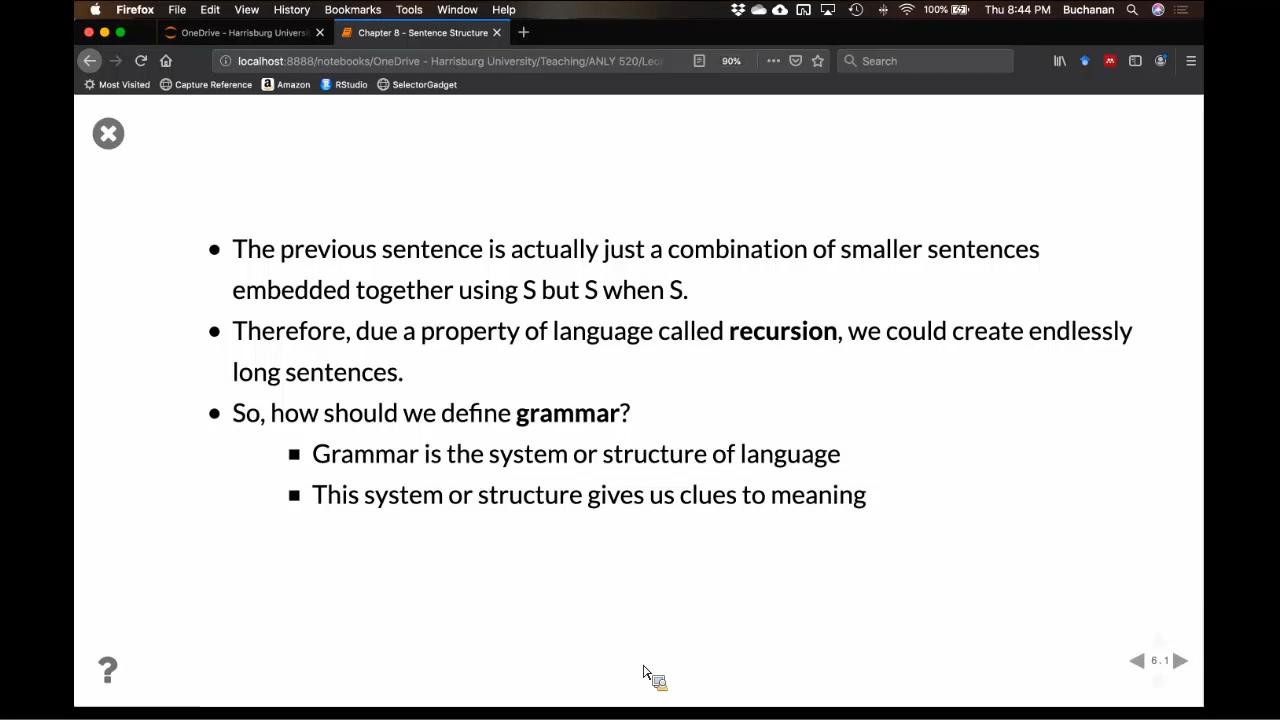 Firefox File Edit View History Bookmarks Tools Window Help 100% Thu 8:44 PM Buchanan
OneDrive - Harrisburg Universi Chapter 8 - Sentence Structure
localhost:8888/notebooks/OneDrive - Harrisburg University/Teaching/ANLY 520/Lec 90% Search
Most Visited Capture Reference Amazon RStudio SelectorGadget
The previous sentence is actually just a combination of smaller sentences
embedded together using S but S when S.
Therefore, due a property of language called recursion, we could create endlessly
long sentences.
So, how should we define grammar?
Grammar is the system or structure of language
This system or structure gives us clues to meaning
?
6.1